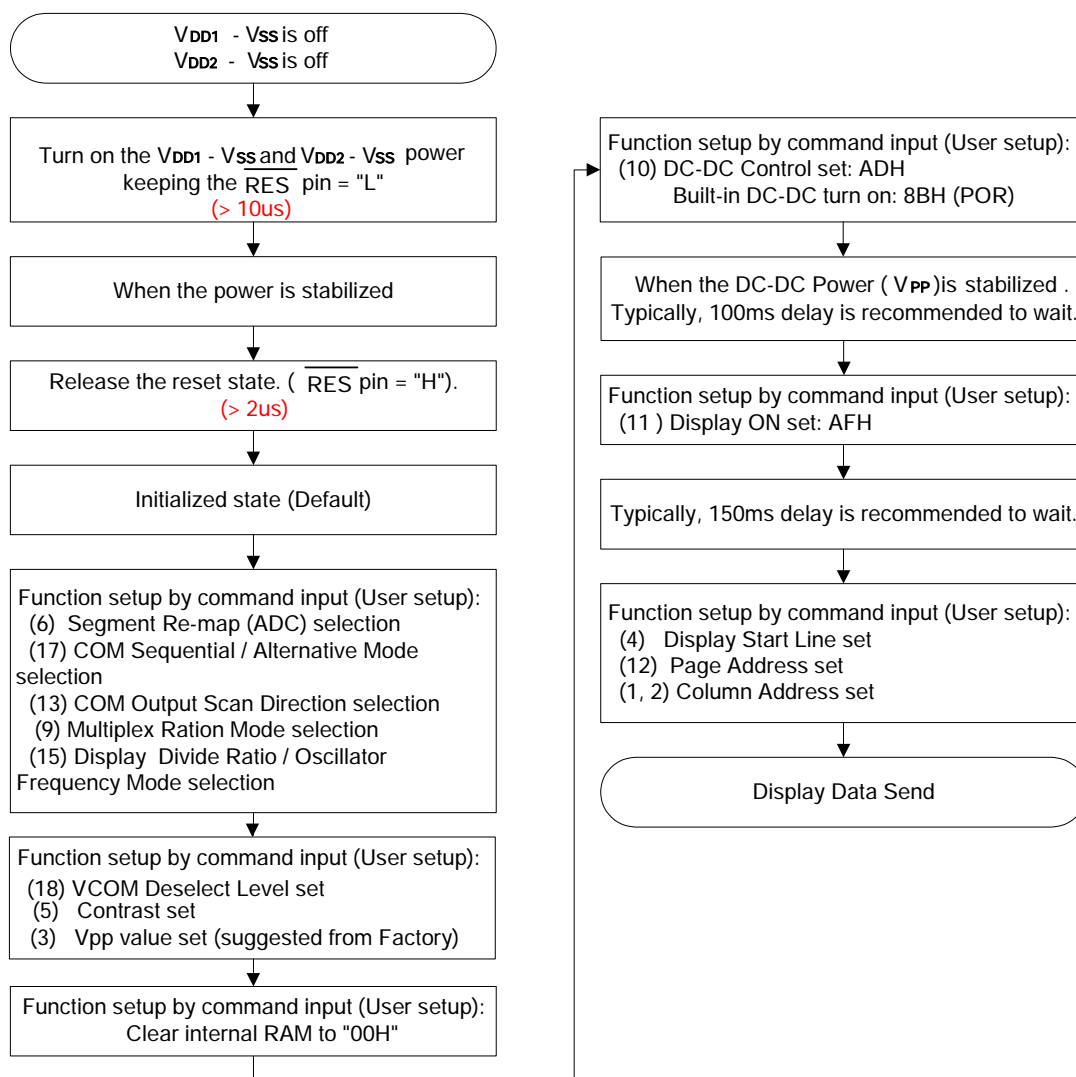 VDD1 - VSS is off
VDD2 - VSS is off
Turn on the VDD1 - VSS and VDD2 - VSS power
keeping the RES pin = "L"
(> 10us)
When the power is stabilized
Release the reset state. ( RES pin = "H").
(> 2us)
Initialized state (Default)
Function setup by command input (User setup):
(6) Segment Re-map (ADC) selection
(17) COM Sequential / Alternative Mode
selection
(13) COM Output Scan Direction selection
(9) Multiplex Ration Mode selection
(15) Display Divide Ratio / Oscillator
Frequency Mode selection
Function setup by command input (User setup):
(18) VCOM Deselect Level set
(5) Contrast set
(3) Vpp value set (suggested from Factory)
Function setup by command input (User setup):
Clear internal RAM to "00H"
Function setup by command input (User setup):
(10) DC-DC Control set: ADH
Built-in DC-DC turn on: 8BH (POR)
When the DC-DC Power ( VPP )is stabilized .
Typically, 100ms delay is recommended to wait.
Function setup by command input (User setup):
(11 ) Display ON set: AFH
Typically, 150ms delay is recommended to wait.
Function setup by command input (User setup):
(4) Display Start Line set
(12) Page Address set
(1, 2) Column Address set
Display Data Send